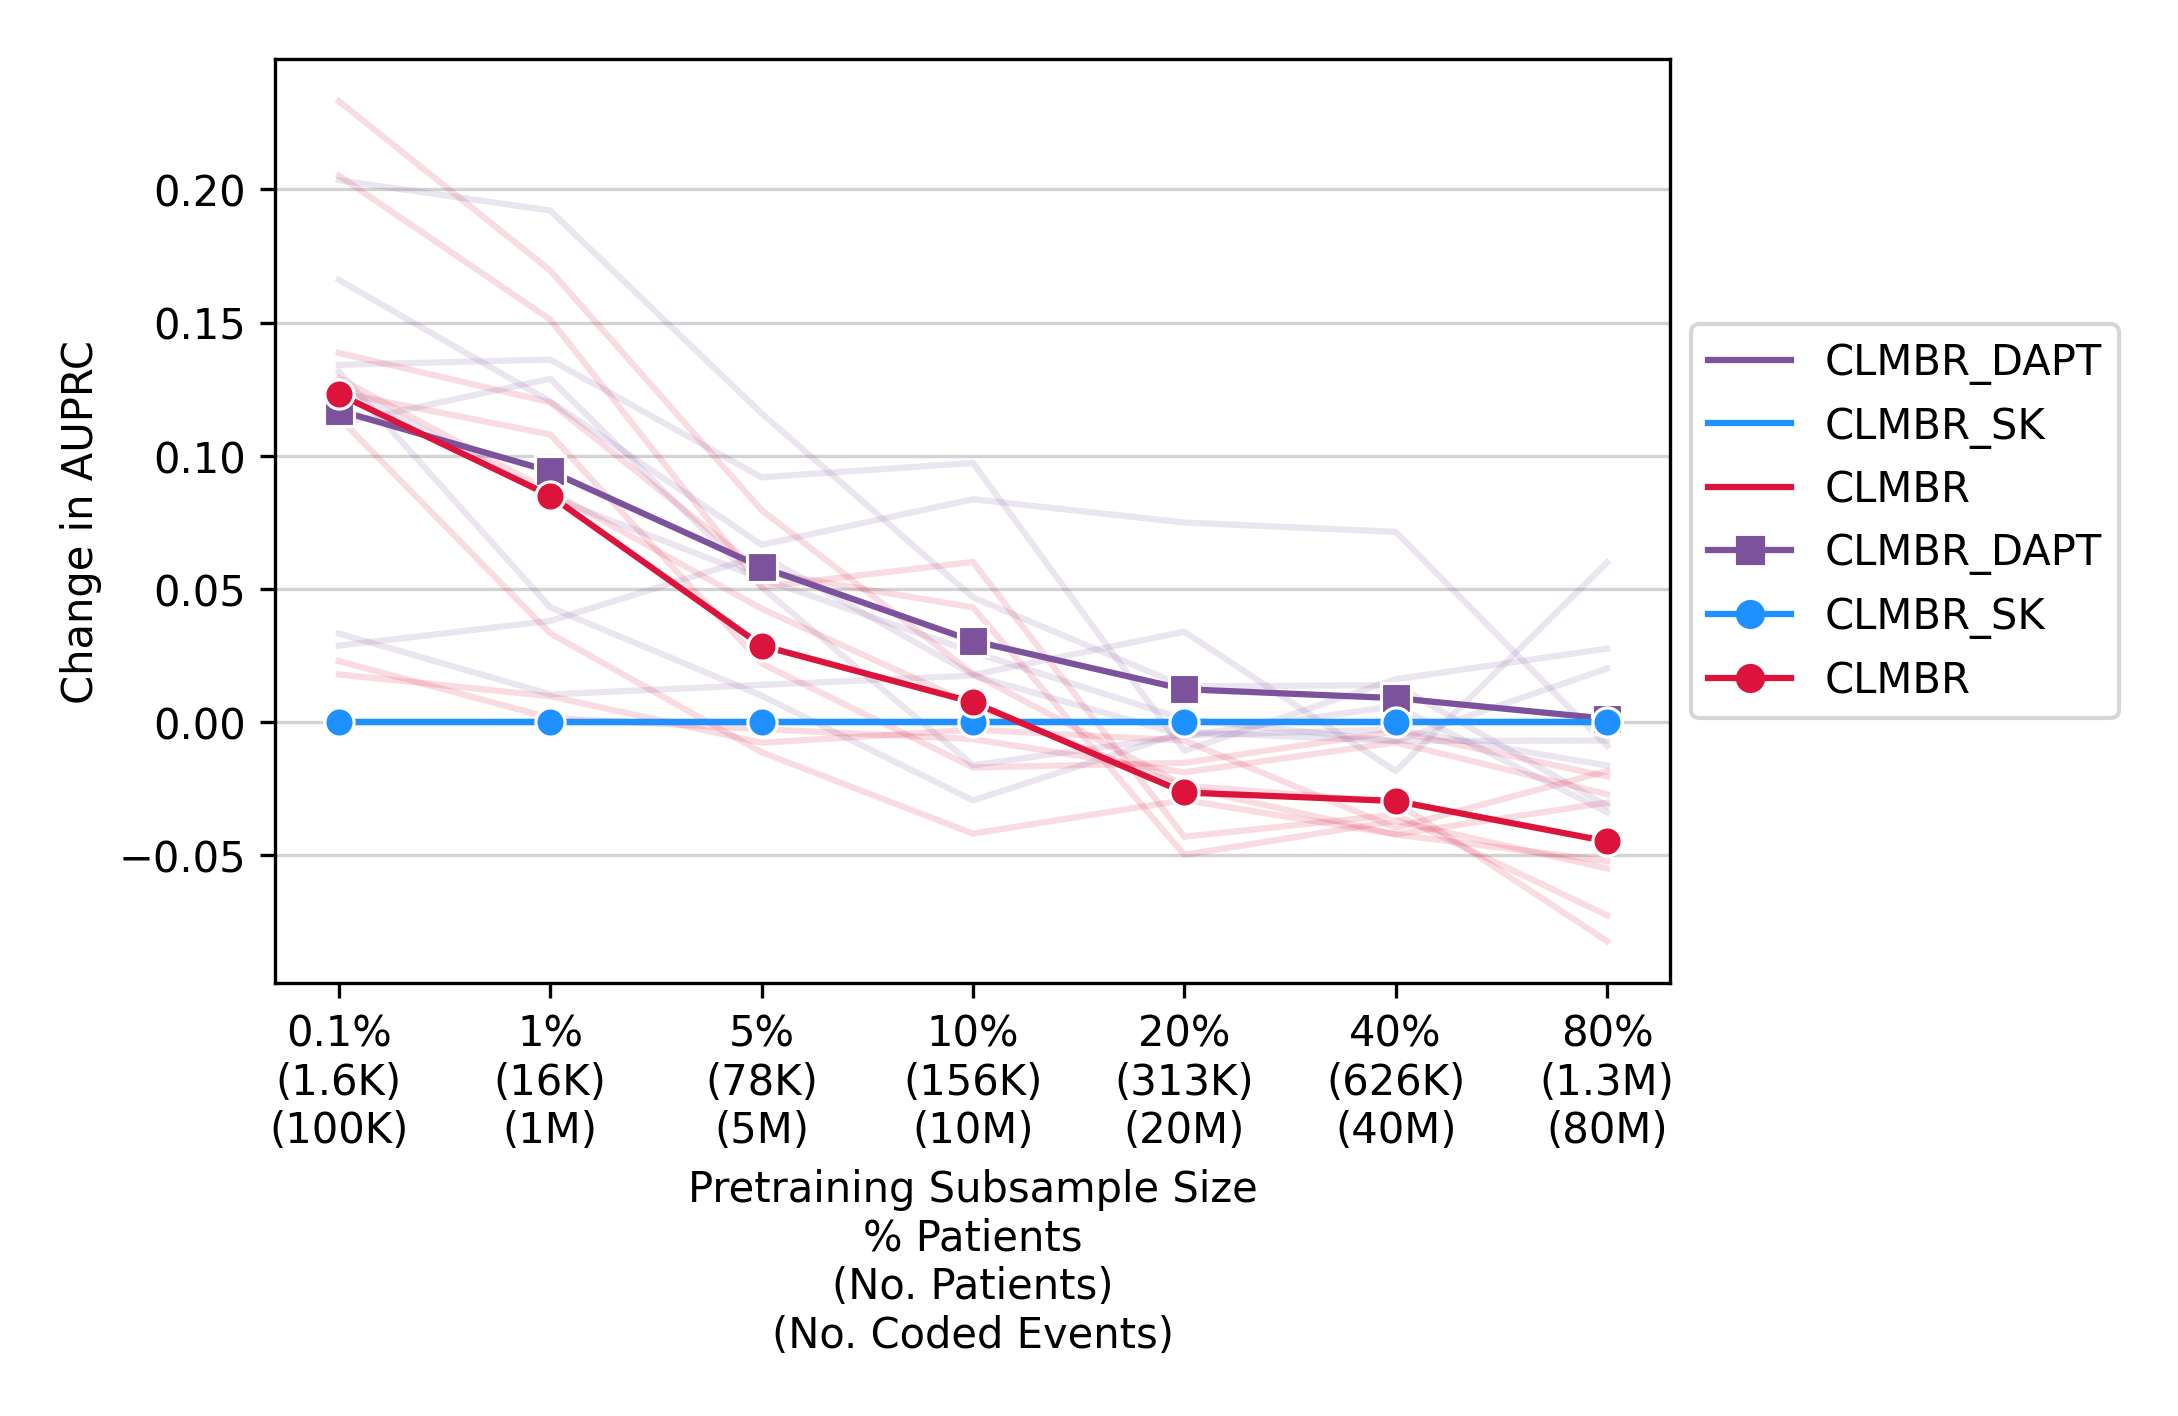 Change in AUPRC
0.20
0.15
0.10
0.05
0.00
−0.05
0.1% 1% 5% 10% 20% 40% 80%
(1.6K) (16K) (78K) (156K) (313K) (626K) (1.3M)
(100K) (1M) (5M) (10M) (20M) (40M) (80M)
Pretraining Subsample Size
% Patients
(No. Patients)
(No. Coded Events)
CLMBR_DAPT
CLMBR_SK
CLMBR
CLMBR_DAPT
CLMBR_SK
CLMBR